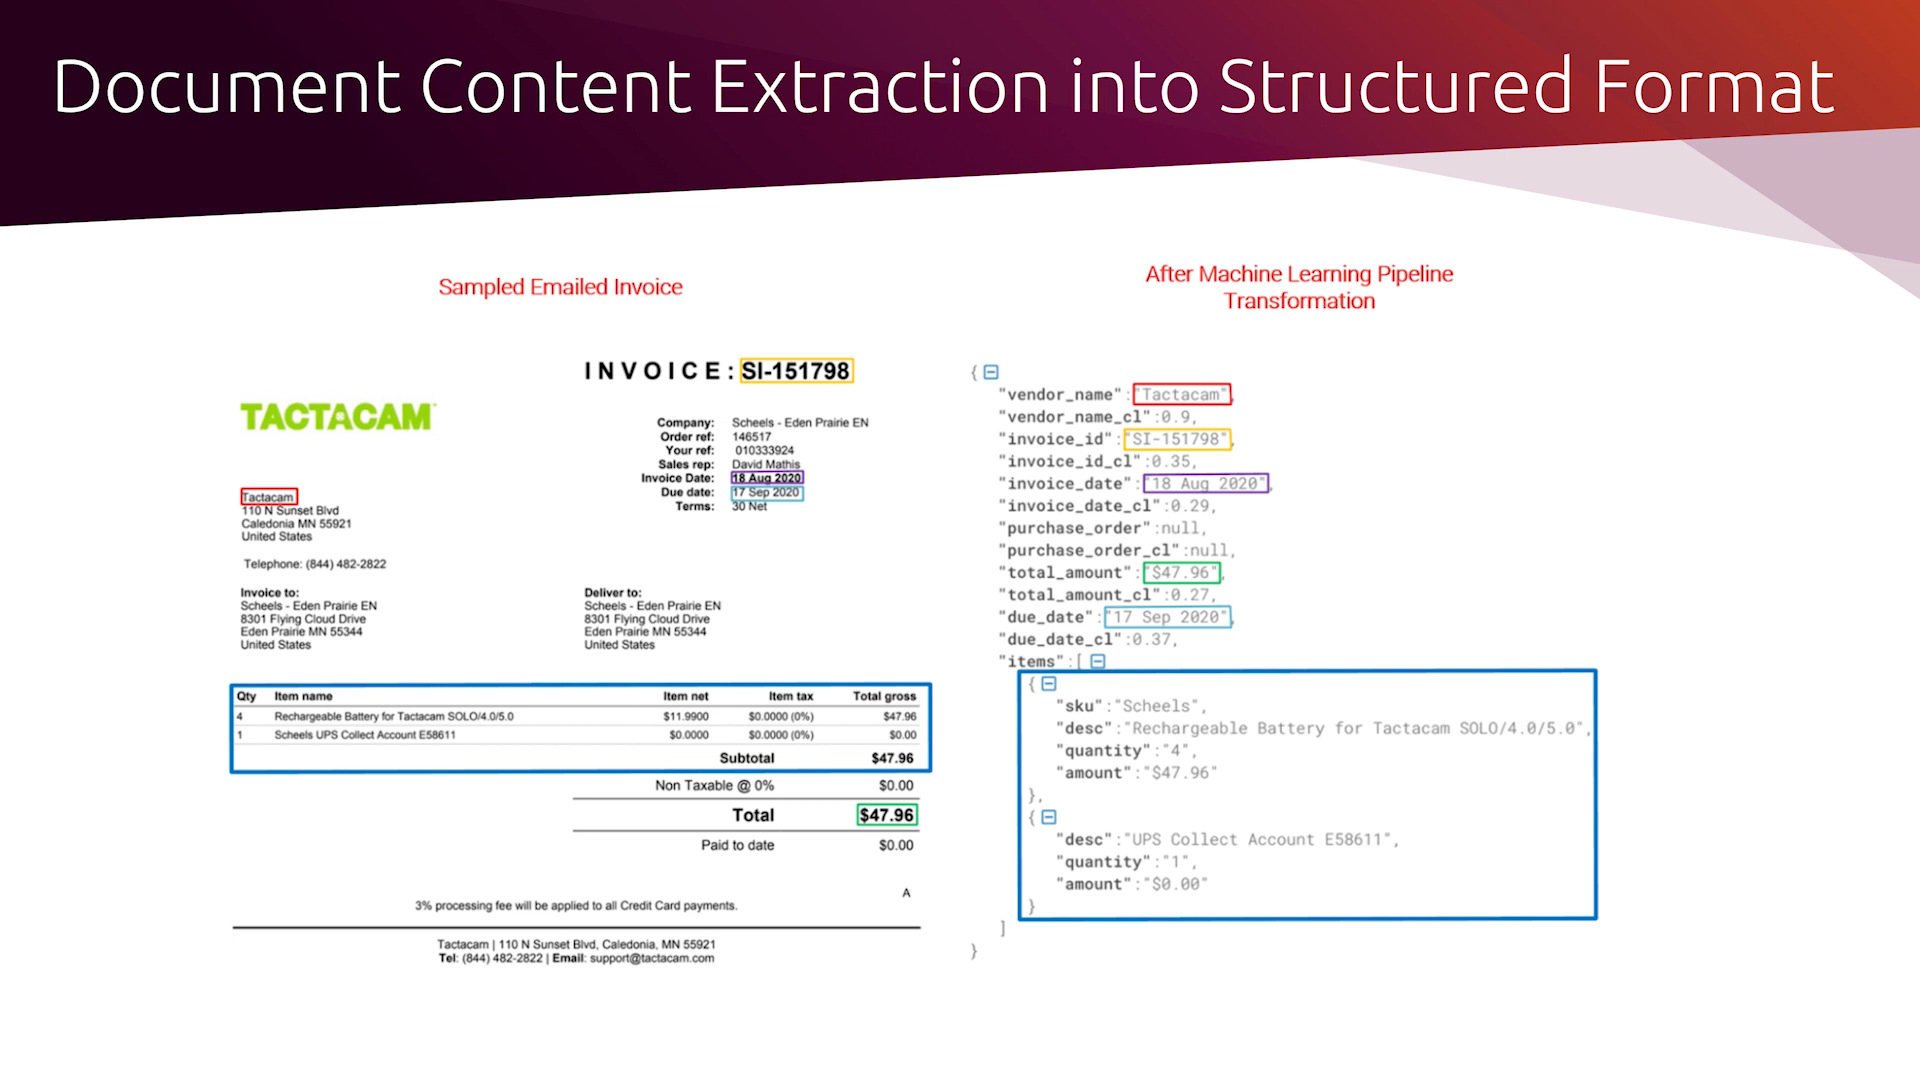 Document Content Extraction into Structured Format
Sampled Emailed Invoice
INVOICE: SI-151798
TACTACAM
Company: Scheels - Eden Prairie EN
Order ref: 146517
Your ref: 010333924
Sales rep: David Mathis
Invoice Date: 18 Aug 2020
Due date: 17 Sep 2020
Terms: 30 Net
Tactacam
110 N Sunset Blvd
Caledonia MN 55921
United States
Telephone: (844) 482-2822
Invoice to:
Scheels - Eden Prairie EN
8301 Flying Cloud Drive
Eden Prairie MN 55344
United States
Deliver to:
Scheels - Eden Prairie EN
8301 Flying Cloud Drive
Eden Prairie MN 55344
United States
Qty Item name Item net Item tax Total gross
4 Rechargeable Battery for Tactacam SOLO/4.0/5.0 $11.9900 $0.0000 (0%) $47.96
1 Scheels UPS Collect Account E58611 $0.0000 $0.0000 (0%) $0.00
Subtotal $47.96
Non Taxable @ 0% $0.00
Total $47.96
Paid to date $0.00
A
3% processing fee will be applied to all Credit Card payments.
Tactacam | 110 N Sunset Blvd, Caledonia, MN 55921
Tel: (844) 482-2822 | Email: support@tactacam.com
After Machine Learning Pipeline
Transformation
{
"vendor_name":"Tactacam",
"vendor_name_cl":0.9,
"invoice_id":"SI-151798",
"invoice_id_cl":0.35,
"invoice_date":"18 Aug 2020",
"invoice_date_cl":0.29,
"purchase_order":null,
"purchase_order_cl":null,
"total_amount":"$47.96",
"total_amount_cl":0.27,
"due_date":"17 Sep 2020",
"due_date_cl":0.37,
"items":[
{
"sku":"Scheels",
"desc":"Rechargeable Battery for Tactacam SOLO/4.0/5.0",
"quantity":"4",
"amount":"$47.96"
},
{
"desc":"UPS Collect Account E58611",
"quantity":"1",
"amount":"$0.00"
}
]
}